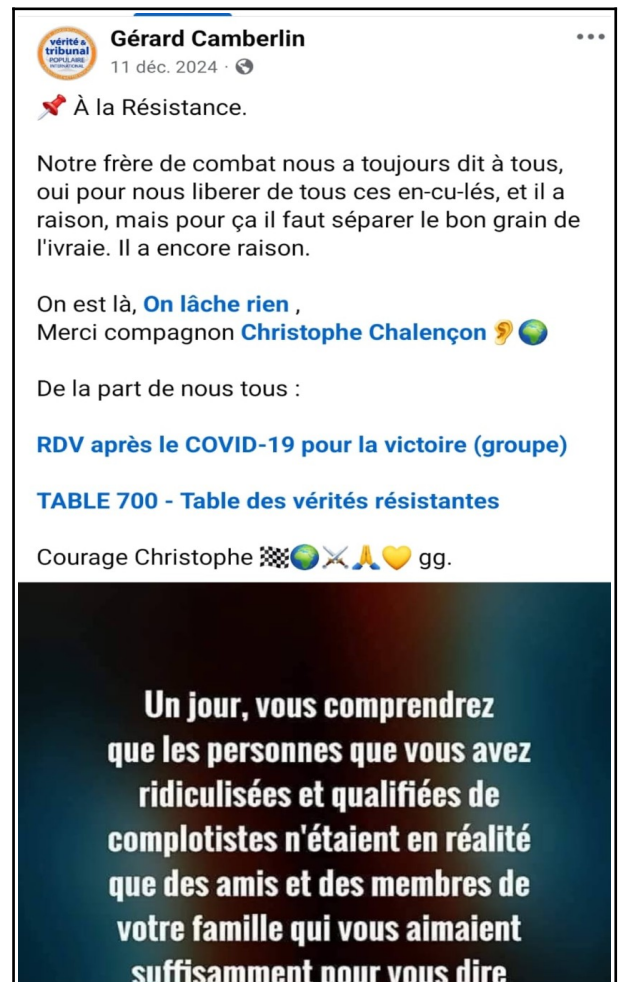 vérité &
tribunal
POPULAIRE
INTERNATIONAL
Gérard Camberlin
11 déc. 2024 ·
📌 À la Résistance.
Notre frère de combat nous a toujours dit à tous,
oui pour nous liberer de tous ces en-cu-lés, et il a
raison, mais pour ça il faut séparer le bon grain de
l'ivraie. Il a encore raison.
On est là, On lâche rien ,
Merci compagnon Christophe Chalençon 👂🌍
De la part de nous tous :
RDV après le COVID-19 pour la victoire (groupe)
TABLE 700 - Table des vérités résistantes
Courage Christophe 🏁🌍⚔️🙏💛 gg.
Un jour, vous comprendrez
que les personnes que vous avez
ridiculisées et qualifiées de
complotistes n'étaient en réalité
que des amis et des membres de
votre famille qui vous aimaient
suffisamment pour vous dire